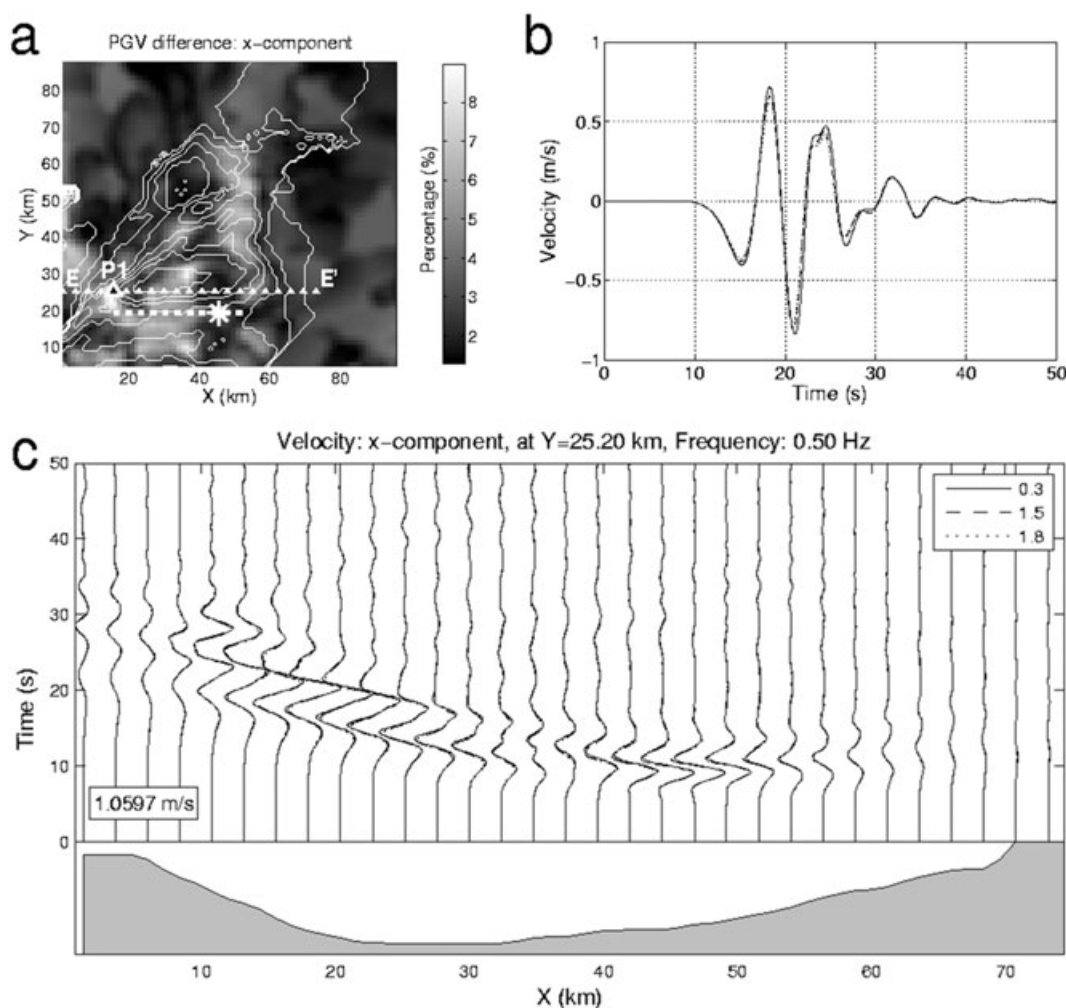 a
PGV difference: x-component
80
70
60
50
40
30
20
10
Y (km)
E
P1
E'
20
40
60
80
X (km)
8
7
6
5
4
3
2
Percentage (%)
b
1
0.5
0
-0.5
-1
Velocity (m/s)
0
10
20
30
40
50
Time (s)
c
Velocity: x-component, at Y=25.20 km, Frequency: 0.50 Hz
50
40
30
20
10
0
Time (s)
0.3
1.5
1.8
1.0597 m/s
10
20
30
40
50
60
70
X (km)